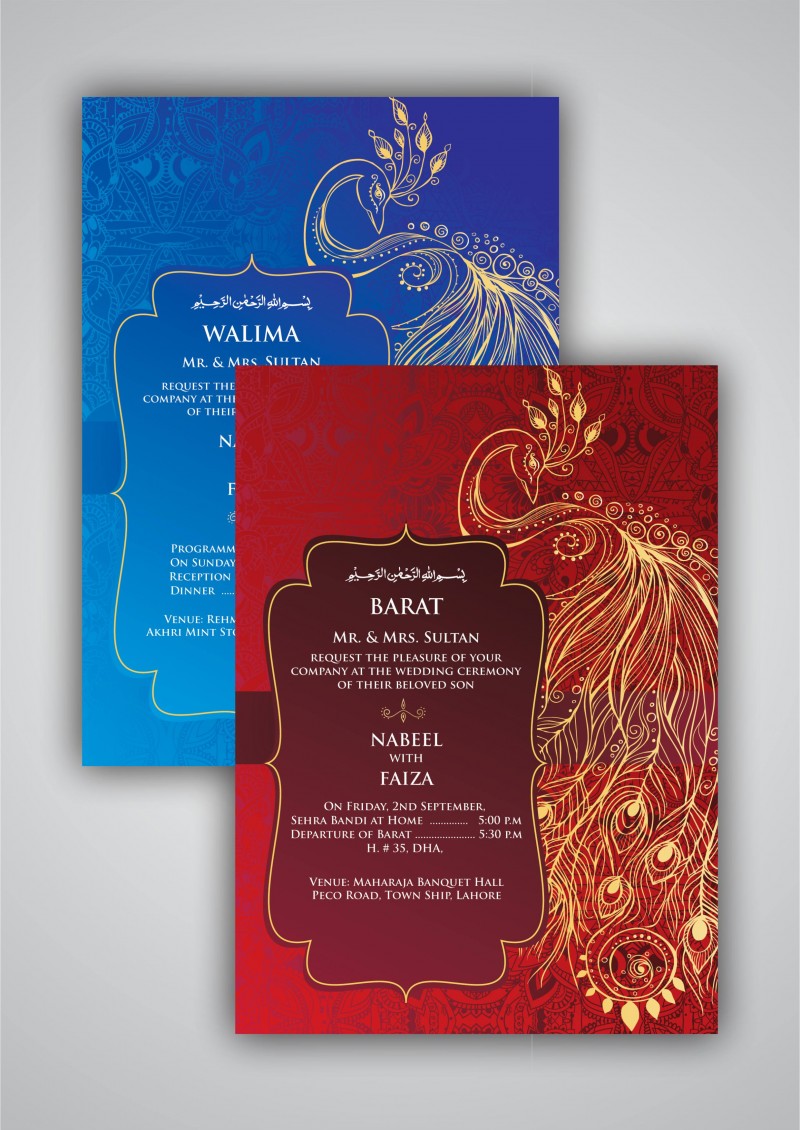 بِسْمِ اللهِ الرَّحْمٰنِ الرَّحِيْمِ
WALIMA
MR. & MRS. SULTAN
REQUEST THE
COMPANY AT THE
OF THEIR
PROGRAMM
ON SUNDAY
RECEPTION
DINNER .....
VENUE: REHM
AKHRI MINT STO
بِسْمِ اللهِ الرَّحْمٰنِ الرَّحِيْمِ
BARAT
MR. & MRS. SULTAN
REQUEST THE PLEASURE OF YOUR
COMPANY AT THE WEDDING CEREMONY
OF THEIR BELOVED SON
NABEEL
WITH
FAIZA
ON FRIDAY, 2ND SEPTEMBER,
SEHRA BANDI AT HOME .............. 5:00 P.M
DEPARTURE OF BARAT ...................... 5:30 P.M
H. # 35, DHA,
VENUE: MAHARAJA BANQUET HALL
PECO ROAD, TOWN SHIP, LAHORE